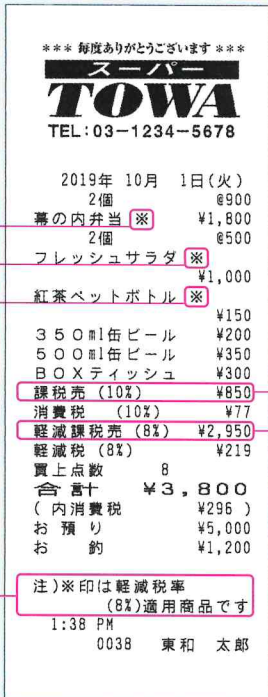 *** 毎度ありがとうございます ***
スーパー
TOWA
TEL:03-1234-5678
2019年 10月 1日(火)
2個 @900
幕の内弁当 ※ ¥1,800
2個 @500
フレッシュサラダ ※
¥1,000
紅茶ペットボトル ※
¥150
350ml缶ビール ¥200
500ml缶ビール ¥350
BOXティッシュ ¥300
課税売(10%) ¥850
消費税 (10%) ¥77
軽減課税売(8%) ¥2,950
軽減税(8%) ¥219
買上点数 8
合計 ¥3,800
(内消費税 ¥296 )
お預り ¥5,000
お釣 ¥1,200
注)※印は軽減税率
(8%)適用商品です
1:38 PM
0038 東和 太郎